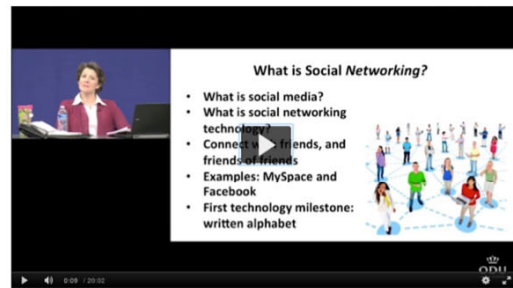 What is Social Networking?
• What is social media?
• What is social networking
technology?
• Connect with friends, and
friends of friends
• Examples: MySpace and
Facebook
• First technology milestone:
written alphabet
ODU
0:09 / 20:02